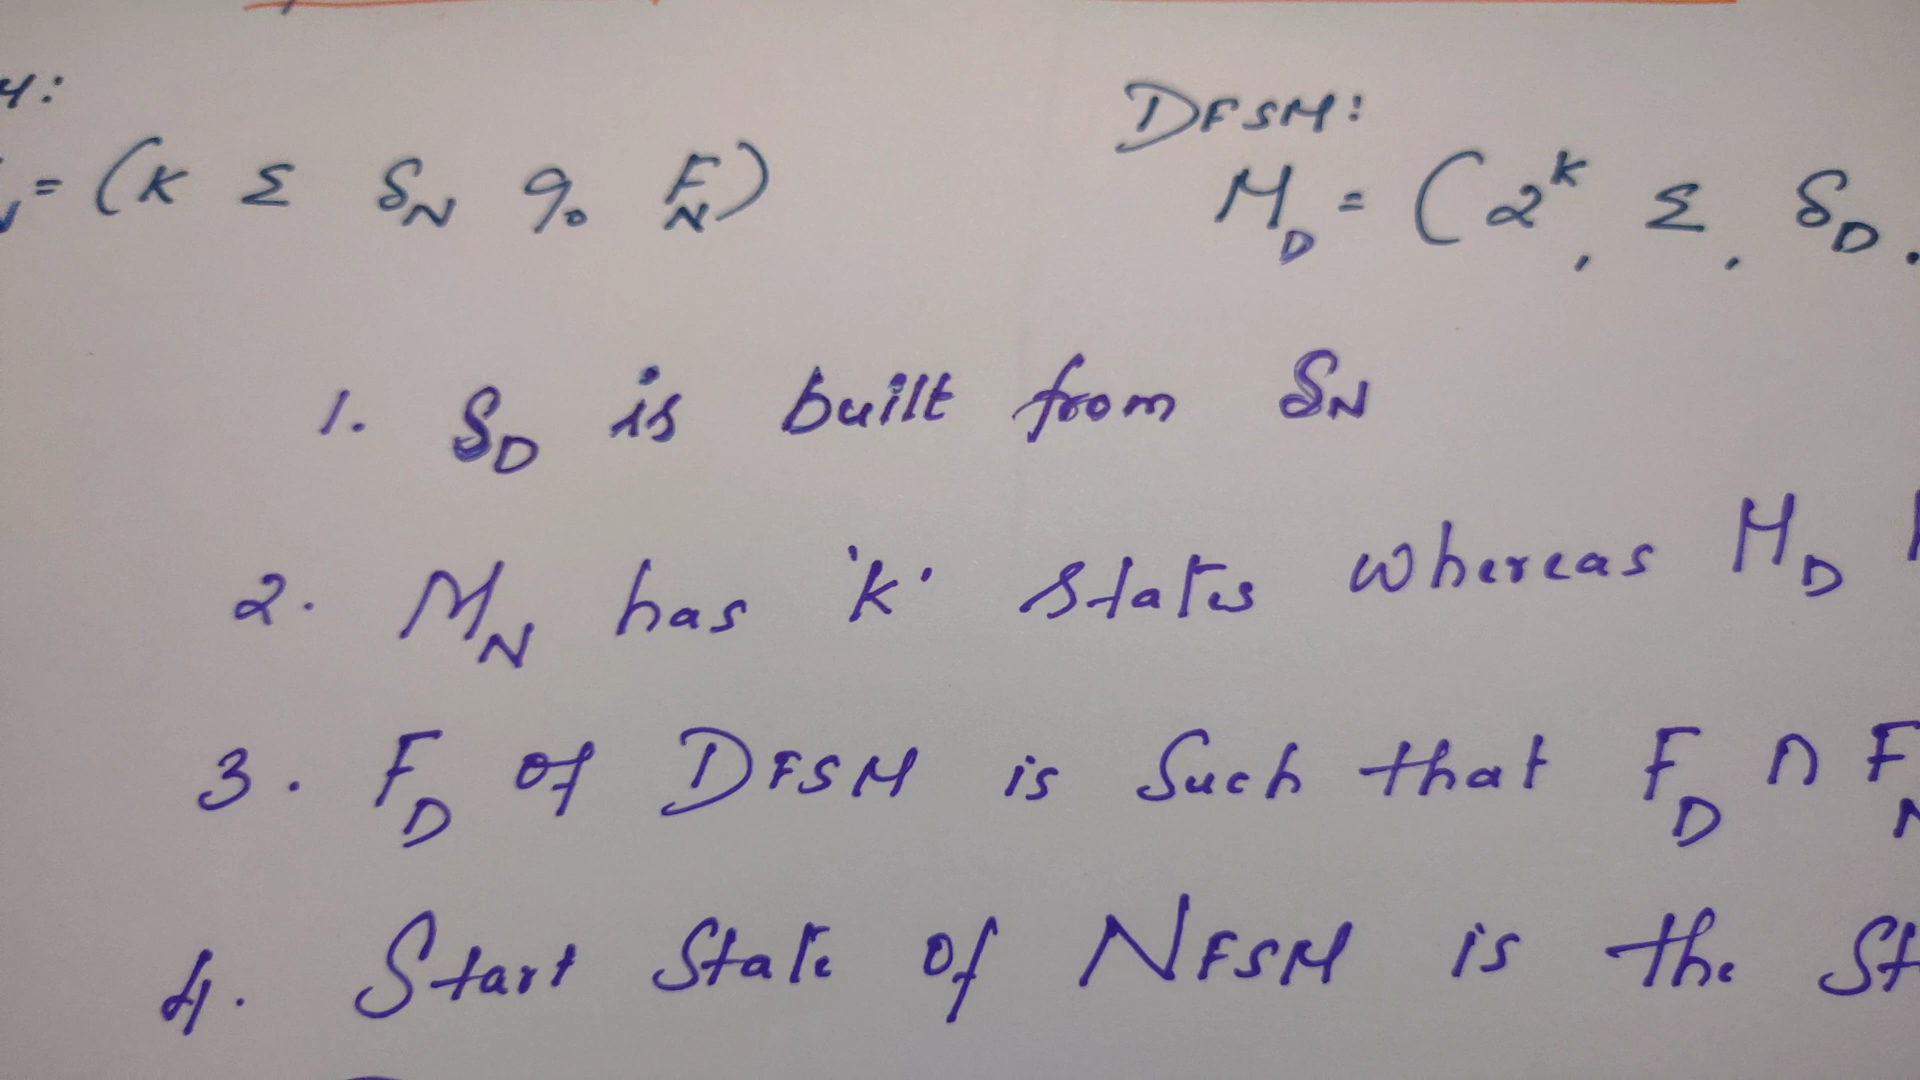 DFSM:
= (K Σ δN q0 FN)
MD = (2^K, Σ, δD,
1. δD is built from δN
2. MN has 'K' states whereas MD
3. FD of DFSM is Such that FD ∩ FN
4. Start State of NFSM is the St